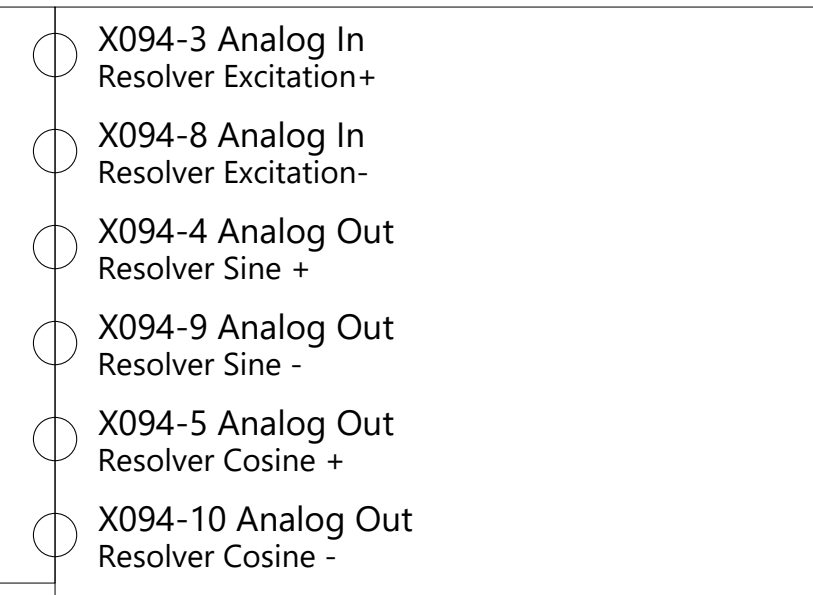 X094-3 Analog In
Resolver Excitation+
X094-8 Analog In
Resolver Excitation-
X094-4 Analog Out
Resolver Sine +
X094-9 Analog Out
Resolver Sine -
X094-5 Analog Out
Resolver Cosine +
X094-10 Analog Out
Resolver Cosine -